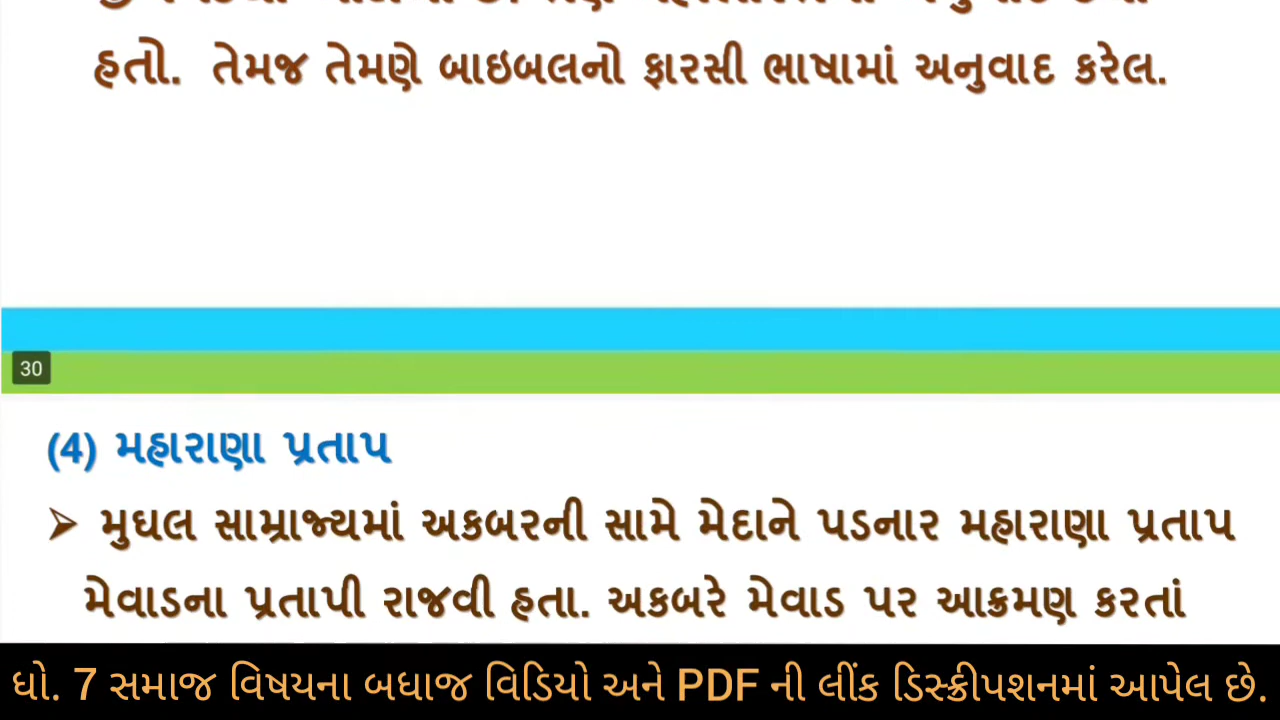 હતો. તેમજ તેમણે બાઇબલનો ફારસી ભાષામાં અનુવાદ કરેલ.
30
(4) મહારાણા પ્રતાપ
➢ મુઘલ સામ્રાજ્યમાં અકબરની સામે મેદાને પડનાર મહારાણા પ્રતાપ
મેવાડના પ્રતાપી રાજવી હતા. અકબરે મેવાડ પર આક્રમણ કરતાં
ધો. 7 સમાજ વિષયના બધાજ વિડિયો અને PDF ની લીંક ડિસ્ક્રીપશનમાં આપેલ છે.